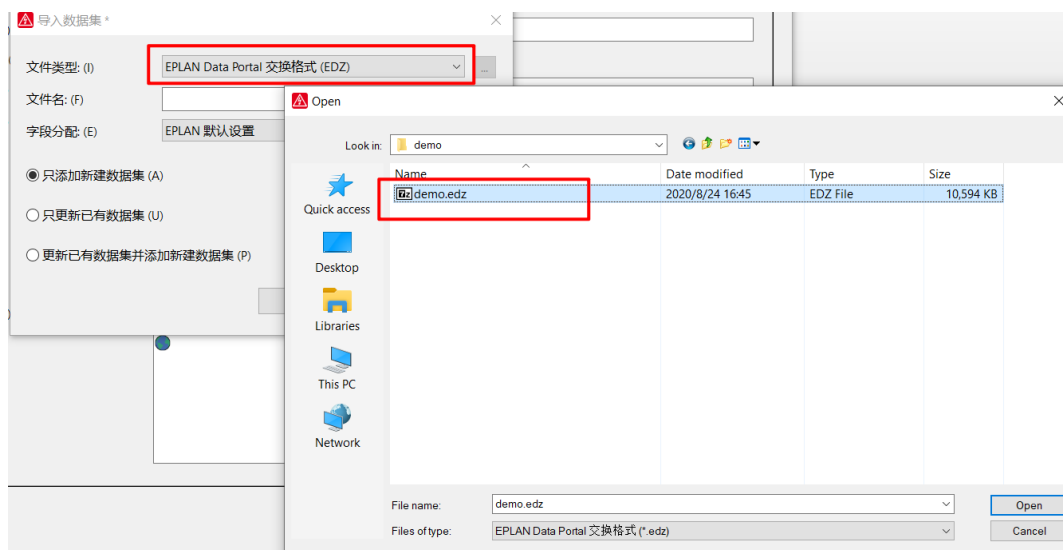 导入数据集 *
文件类型: (I)
EPLAN Data Portal 交换格式 (EDZ)
...
文件名: (F)
字段分配: (E)
EPLAN 默认设置
只添加新建数据集 (A)
只更新已有数据集 (U)
更新已有数据集并添加新建数据集 (P)
Open
Look in:
demo
Name
Date modified
Type
Size
demo.edz
2020/8/24 16:45
EDZ File
10,594 KB
Quick access
Desktop
Libraries
This PC
Network
File name:
demo.edz
Open
Files of type:
EPLAN Data Portal 交换格式 (*.edz)
Cancel